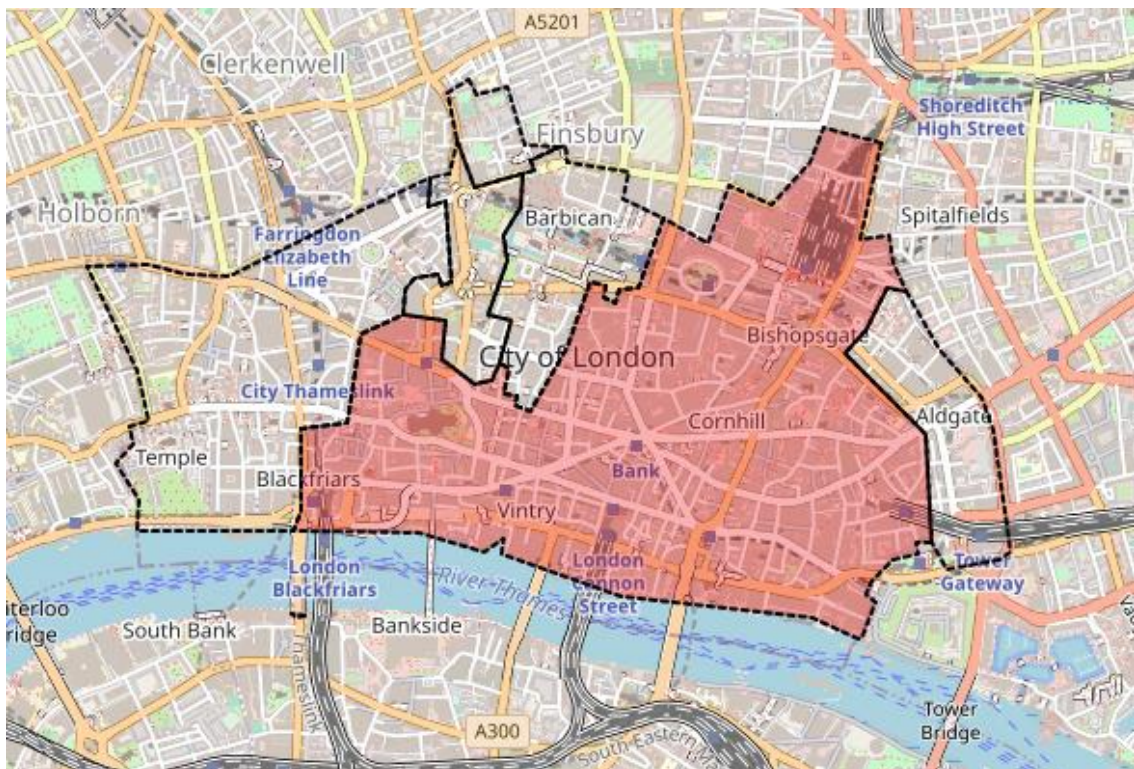 A5201
Clerkenwell
Shoreditch
High Street
Finsbury
Holborn
Barbican
Spitalfields
Farringdon
Elizabeth
Line
Bishopsgate
City of London
City Thameslink
Cornhill
Aldgate
Temple
Bank
Blackfriars
Vintry
London
Blackfriars
River Thames
London
Cannon
Street
Tower
Gateway
South Bank
Bankside
Thameslink
Tower
Bridge
A300